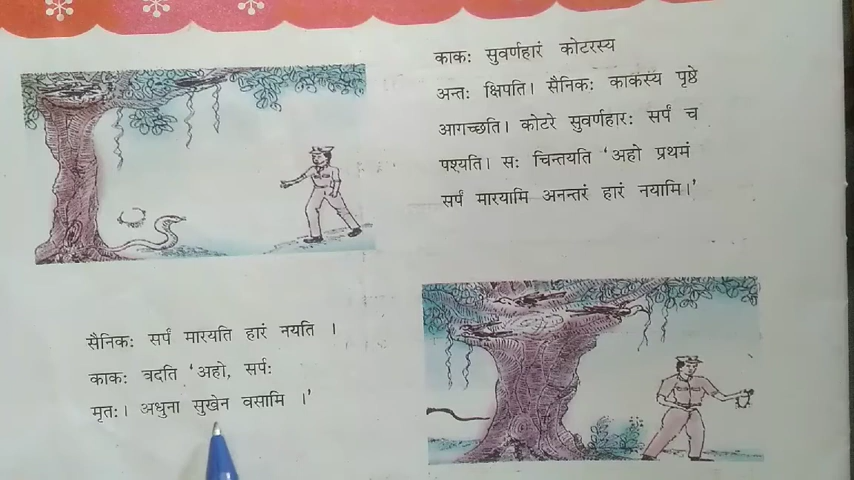 काकः सुवर्णहारं कोटरस्य
अन्तः क्षिपति। सैनिकः काकस्य पृष्ठे
आगच्छति। कोटरे सुवर्णहारः सर्पं च
पश्यति। सः चिन्तयति 'अहो प्रथमं
सर्पं मारयामि अनन्तरं हारं नयामि।'
सैनिकः सर्पं मारयति हारं नयति ।
काकः वदति 'अहो, सर्पः
मृतः। अधुना सुखेन वसामि ।'